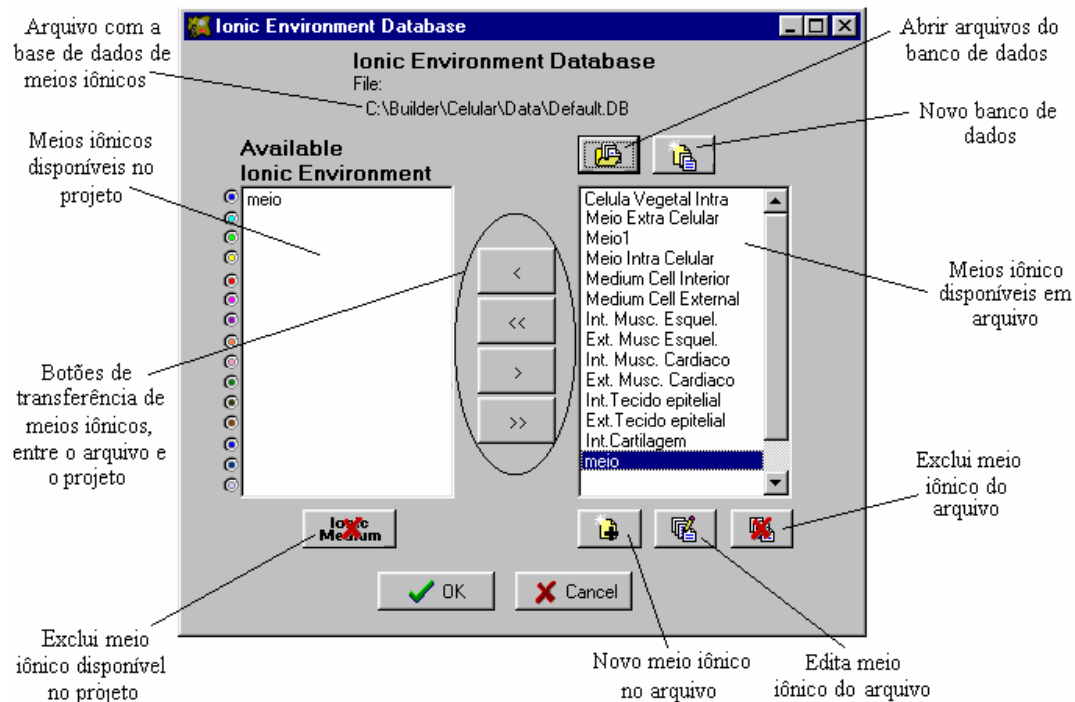 Arquivo com a
base de dados de
meios iônicos
Meios iônicos
disponíveis no
projeto
Botões de
transferência de
meios iônicos,
entre o arquivo e
o projeto
Exclui meio
iônico disponível
no projeto
Ionic Environment Database
Ionic Environment Database
File:
C:\Builder\Celular\Data\Default.DB
Available
Ionic Environment
meio
<
<<
>
>>
Celula Vegetal Intra
Meio Extra Celular
Meio1
Meio Intra Celular
Medium Cell Interior
Medium Cell External
Int. Musc. Esquel.
Ext. Musc Esquel.
Int. Musc. Cardiaco
Ext. Musc. Cardiaco
Int.Tecido epitelial
Ext.Tecido epitelial
Int.Cartilagem
meio
Ionic
Medium
OK
Cancel
Abrir arquivos do
banco de dados
Novo banco de
dados
Meios iônico
disponíveis em
arquivo
Exclui meio
iônico do
arquivo
Novo meio iônico
no arquivo
Edita meio
iônico do arquivo